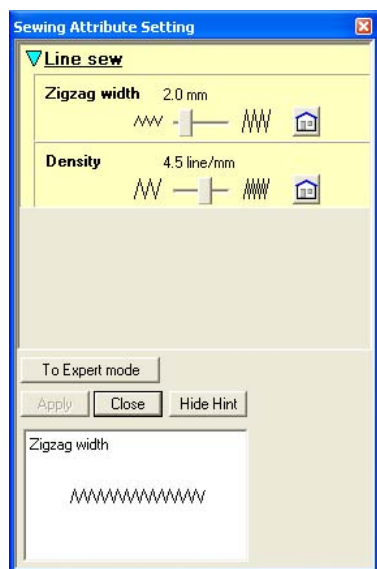 Sewing Attribute Setting
Line sew
Zigzag width 2.0 mm
Density 4.5 line/mm
To Expert mode
Apply Close Hide Hint
Zigzag width